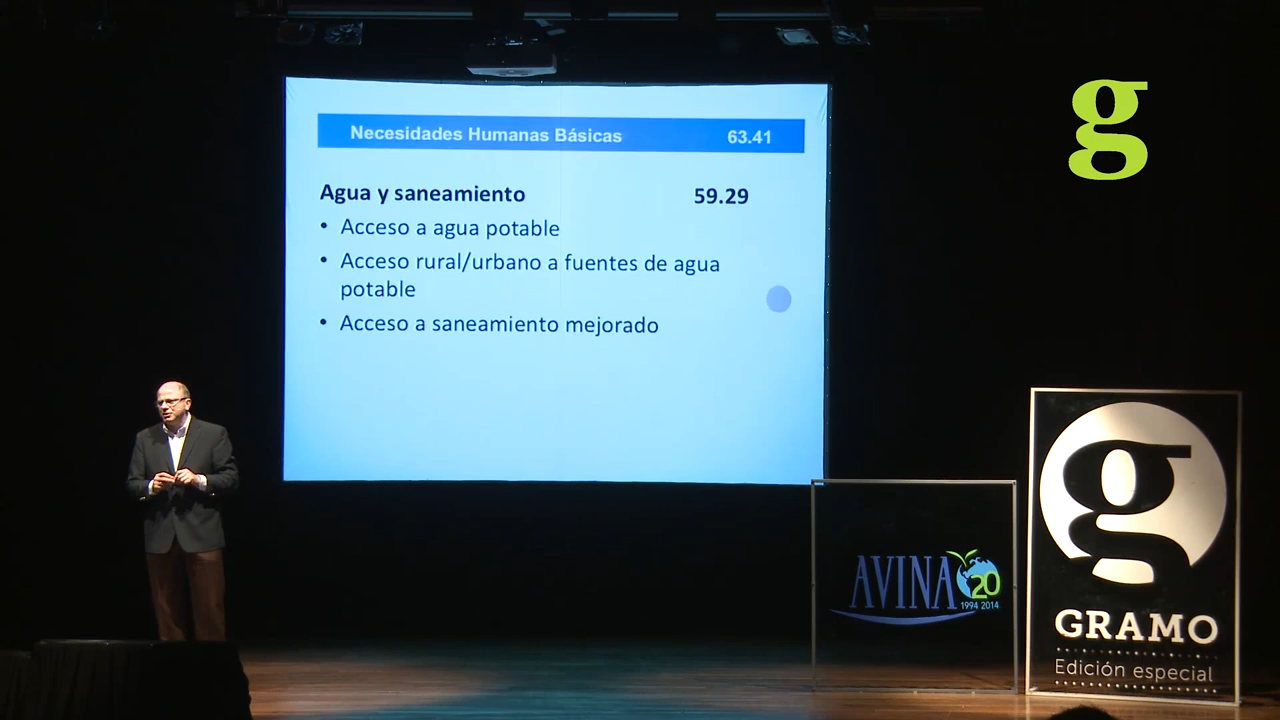 Necesidades Humanas Básicas 63.41
Agua y saneamiento 59.29
• Acceso a agua potable
• Acceso rural/urbano a fuentes de agua
potable
• Acceso a saneamiento mejorado
g
AVINA 20
1994 2014
g
GRAMO
Edición especial